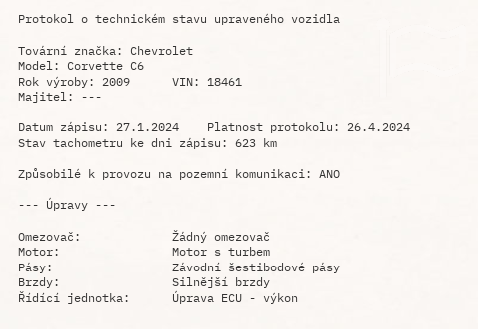 Protokol o technickém stavu upraveného vozidla
Tovární značka: Chevrolet
Model: Corvette C6
Rok výroby: 2009 VIN: 18461
Majitel: ---
Datum zápisu: 27.1.2024 Platnost protokolu: 26.4.2024
Stav tachometru ke dni zápisu: 623 km
Způsobilé k provozu na pozemní komunikaci: ANO
--- Úpravy ---
Omezovač: Žádný omezovač
Motor: Motor s turbem
Pásy: Závodní šestibodové pásy
Brzdy: Silnější brzdy
Řídící jednotka: Úprava ECU - výkon